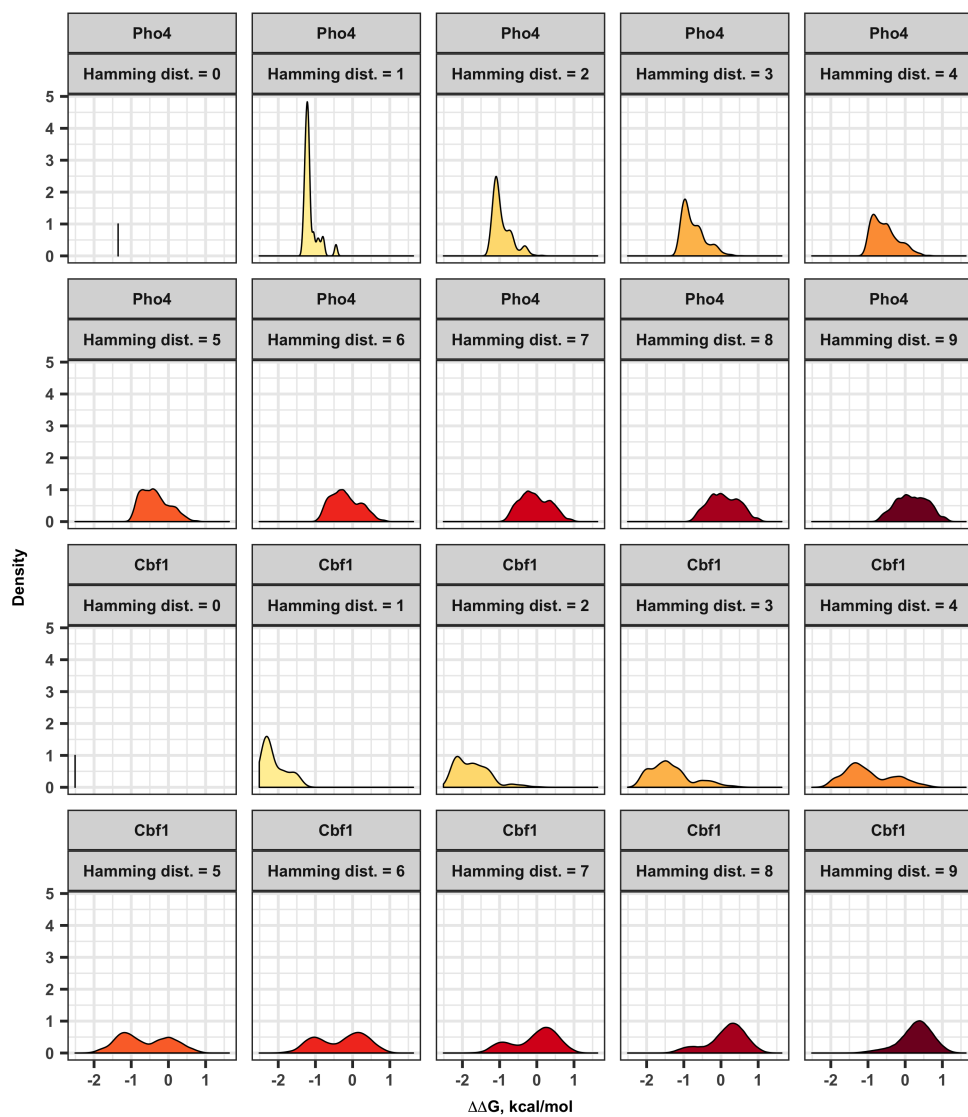 Pho4 Pho4 Pho4 Pho4 Pho4
Hamming dist. = 0 Hamming dist. = 1 Hamming dist. = 2 Hamming dist. = 3 Hamming dist. = 4
5
4
3
2
1
0
Pho4 Pho4 Pho4 Pho4 Pho4
Hamming dist. = 5 Hamming dist. = 6 Hamming dist. = 7 Hamming dist. = 8 Hamming dist. = 9
5
4
3
2
1
0
Density
Cbf1 Cbf1 Cbf1 Cbf1 Cbf1
Hamming dist. = 0 Hamming dist. = 1 Hamming dist. = 2 Hamming dist. = 3 Hamming dist. = 4
5
4
3
2
1
0
Cbf1 Cbf1 Cbf1 Cbf1 Cbf1
Hamming dist. = 5 Hamming dist. = 6 Hamming dist. = 7 Hamming dist. = 8 Hamming dist. = 9
5
4
3
2
1
0
-2 -1 0 1 -2 -1 0 1 -2 -1 0 1 -2 -1 0 1 -2 -1 0 1
ΔΔG, kcal/mol